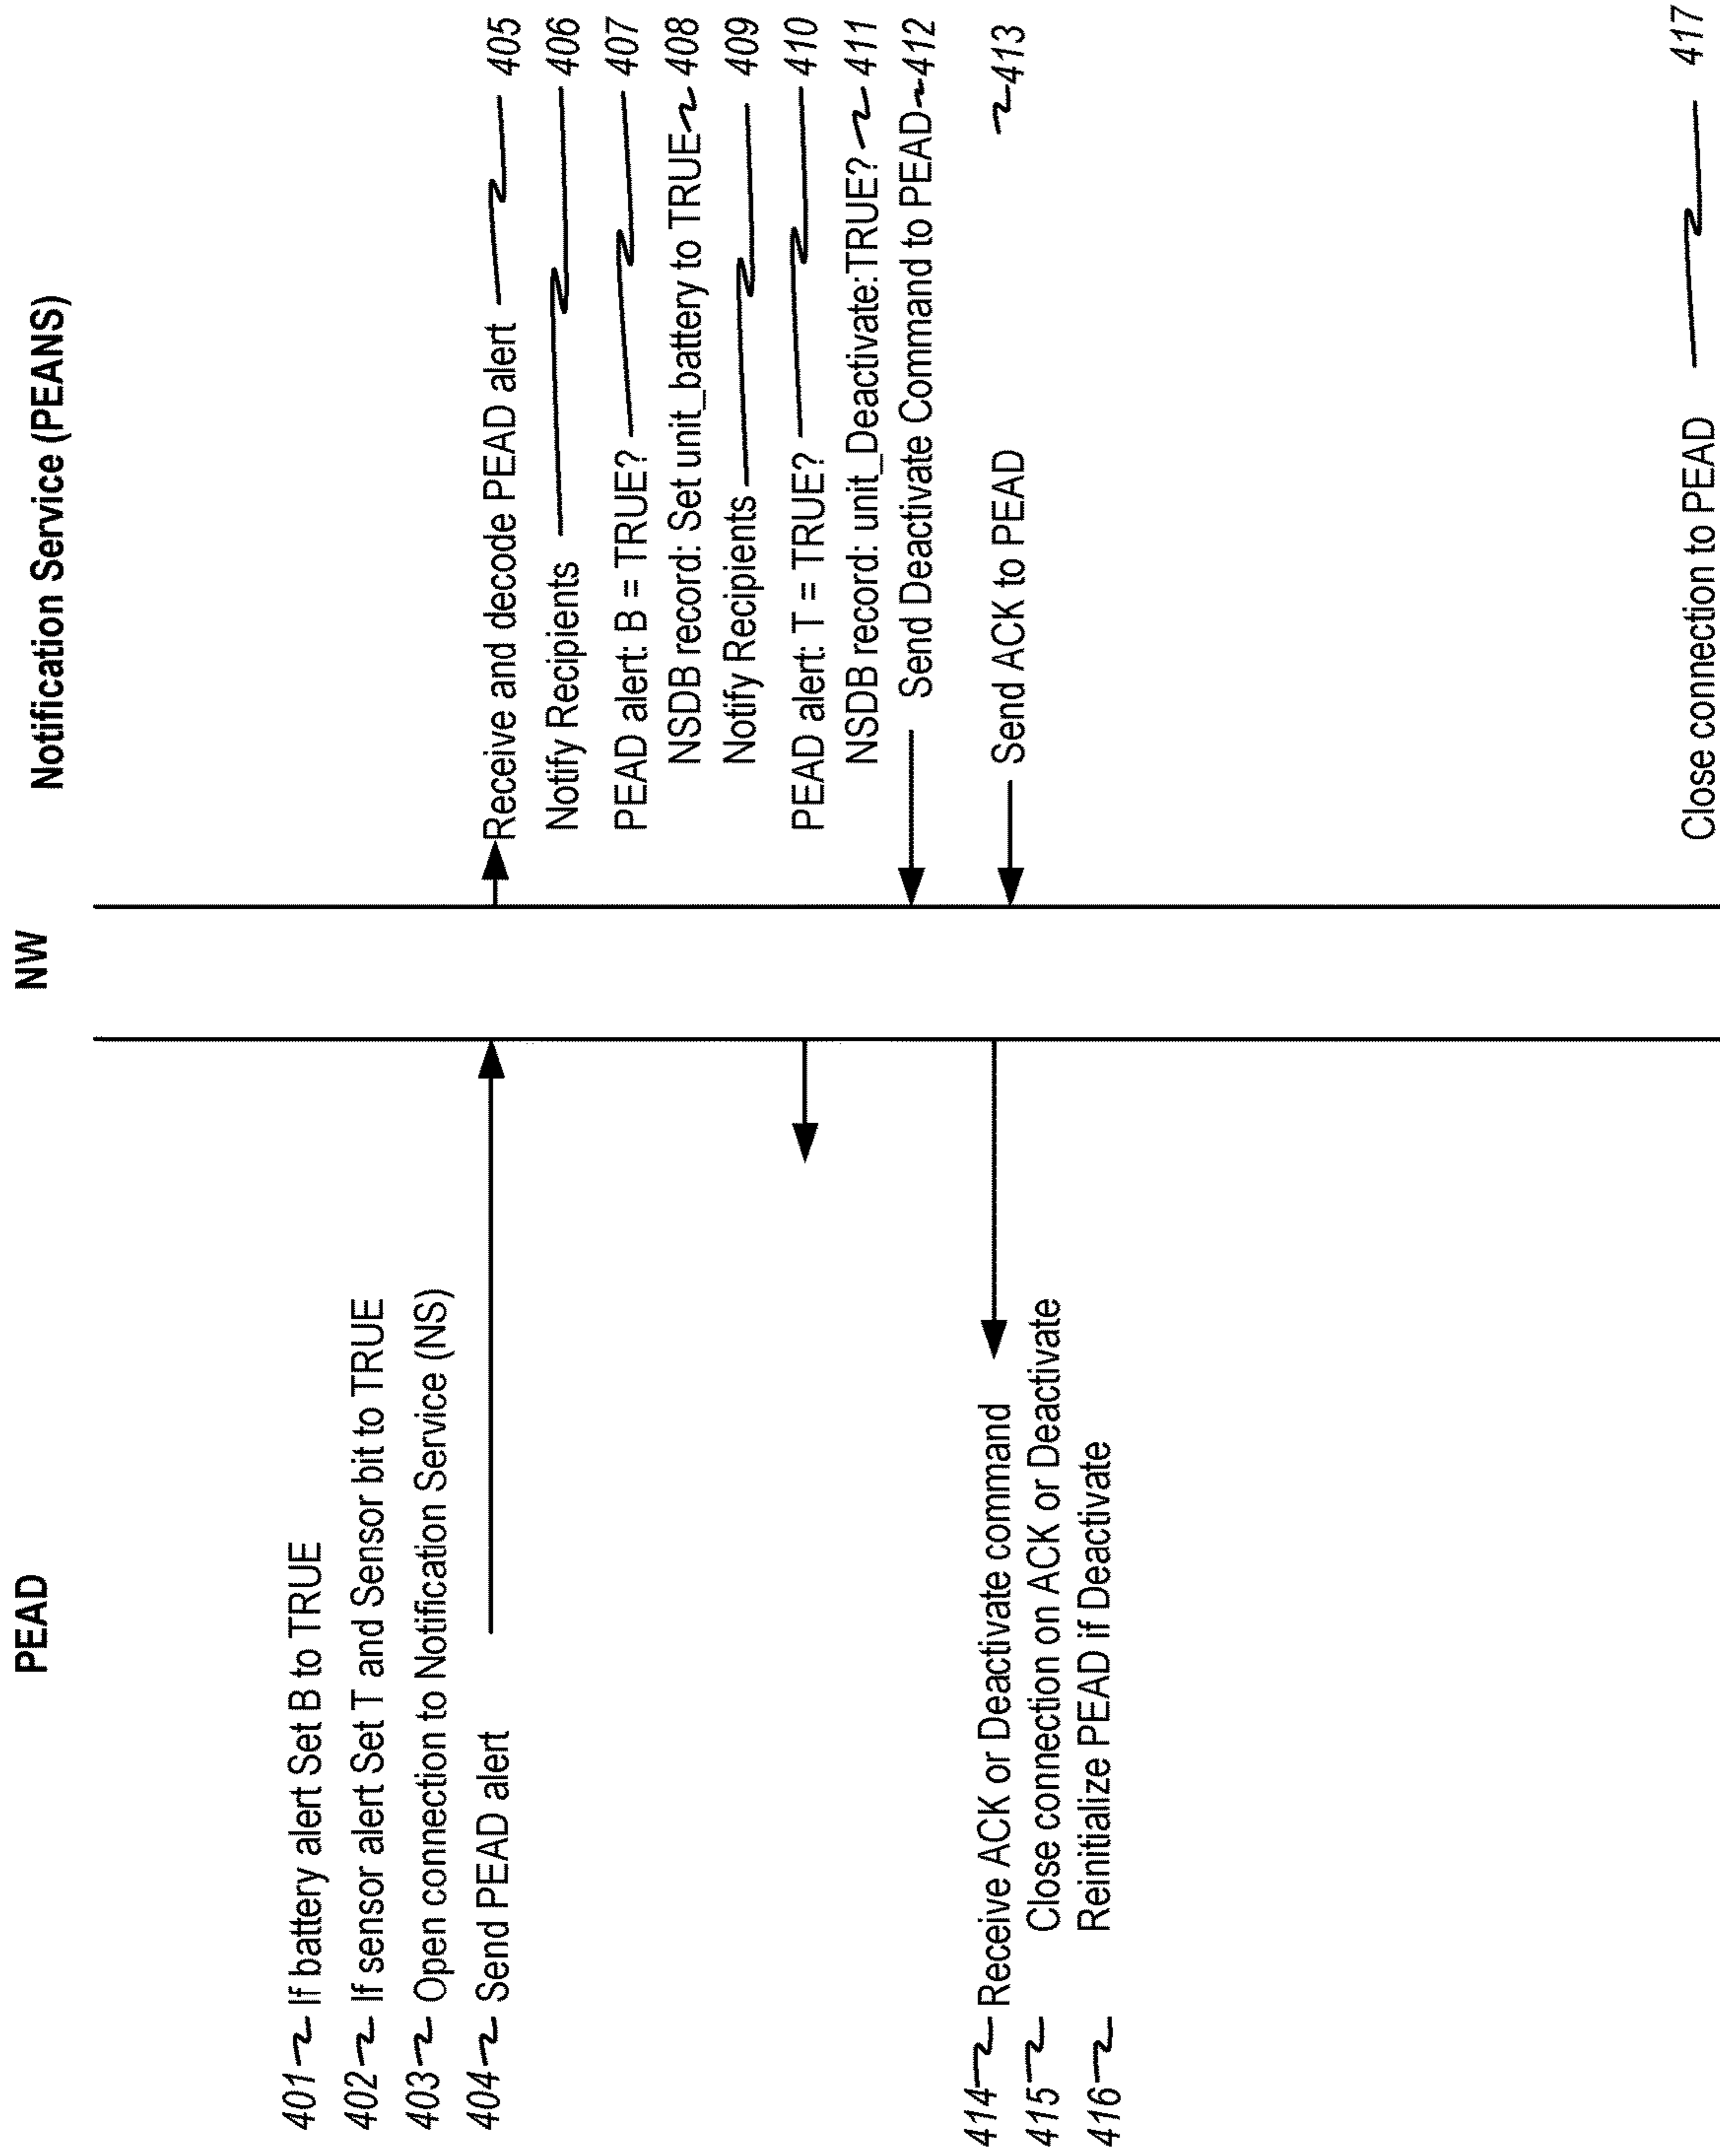 PEAD
NW
Notification Service (PEANS)
401 If battery alert Set B to TRUE
402 If sensor alert Set T and Sensor bit to TRUE
403 Open connection to Notification Service (NS)
404 Send PEAD alert
Receive and decode PEAD alert 405
Notify Recipients 406
PEAD alert: B = TRUE? 407
NSDB record: Set unit_battery to TRUE 408
Notify Recipients 409
PEAD alert: T = TRUE? 410
NSDB record: unit_Deactivate:TRUE? 411
Send Deactivate Command to PEAD 412
Send ACK to PEAD 413
414 Receive ACK or Deactivate command
415 Close connection on ACK or Deactivate
416 Reinitialize PEAD if Deactivate
Close connection to PEAD 417